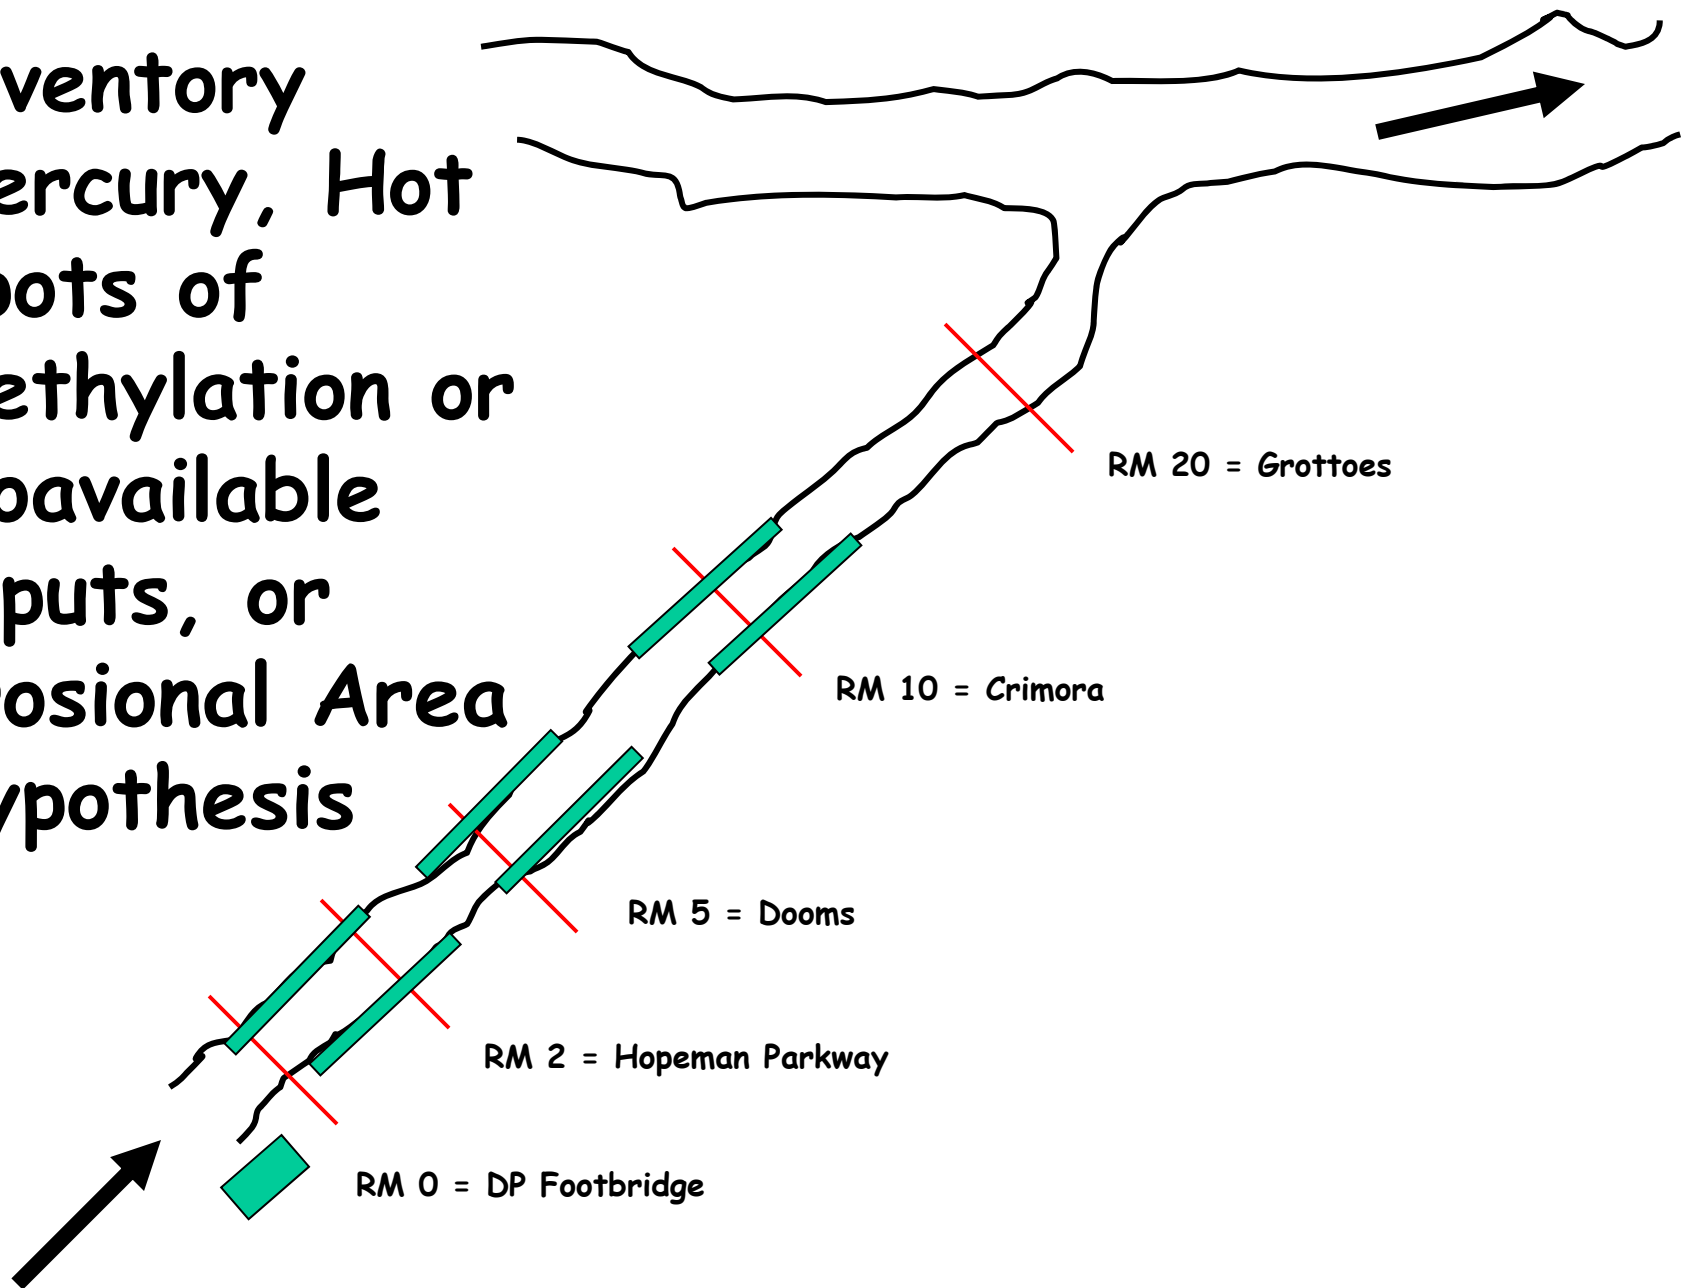 ventory
ercury, Hot
ots of
ethylation or
oavailable
puts, or
osional Area
ypothesis
RM 20 = Grottoes
RM 10 = Crimora
RM 5 = Dooms
RM 2 = Hopeman Parkway
RM 0 = DP Footbridge